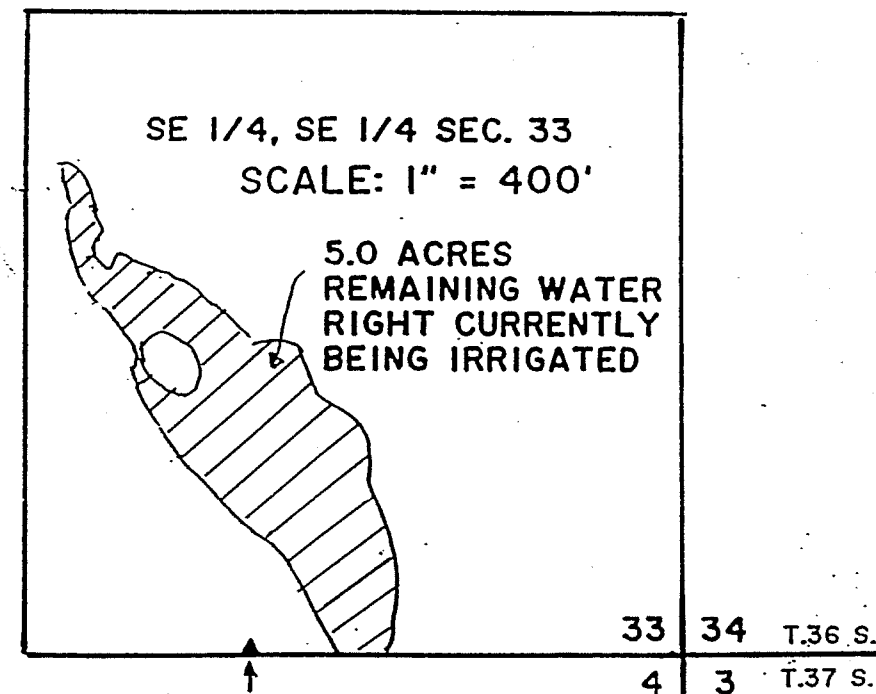 SE 1/4, SE 1/4 SEC. 33
SCALE: 1" = 400'
5.0 ACRES
REMAINING WATER
RIGHT CURRENTLY
BEING IRRIGATED
33 34 T.36 S.
4 3 T.37 S.